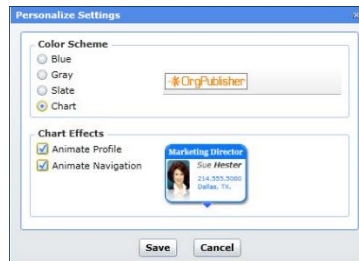 Personalize Settings
x
Color Scheme
Blue
Gray
Slate
Chart
OrgPublisher
Chart Effects
Animate Profile
Animate Navigation
Marketing Director
Sue Hester
214.555.5000
Dallas, TX.
Save
Cancel